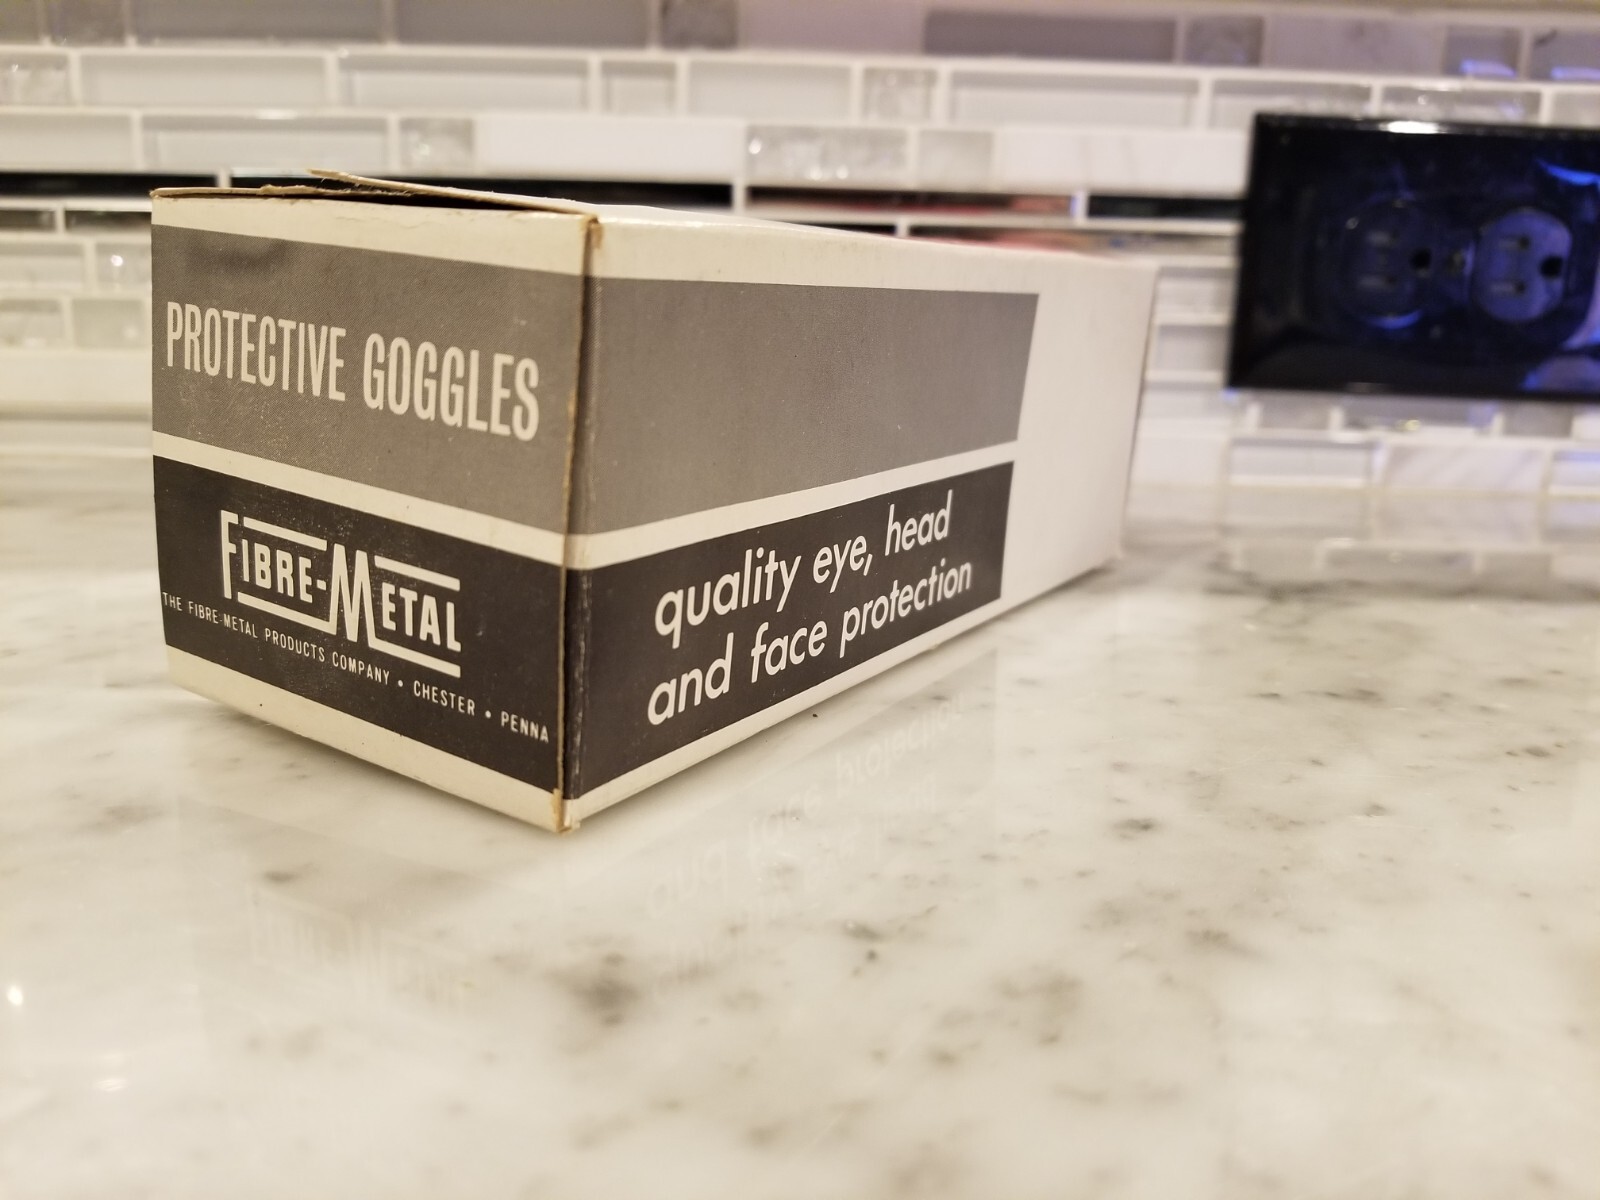 PROTECTIVE GOGGLES
FIBRE-METAL
THE FIBRE-METAL PRODUCTS COMPANY • CHESTER • PENNA
quality eye, head
and face protection